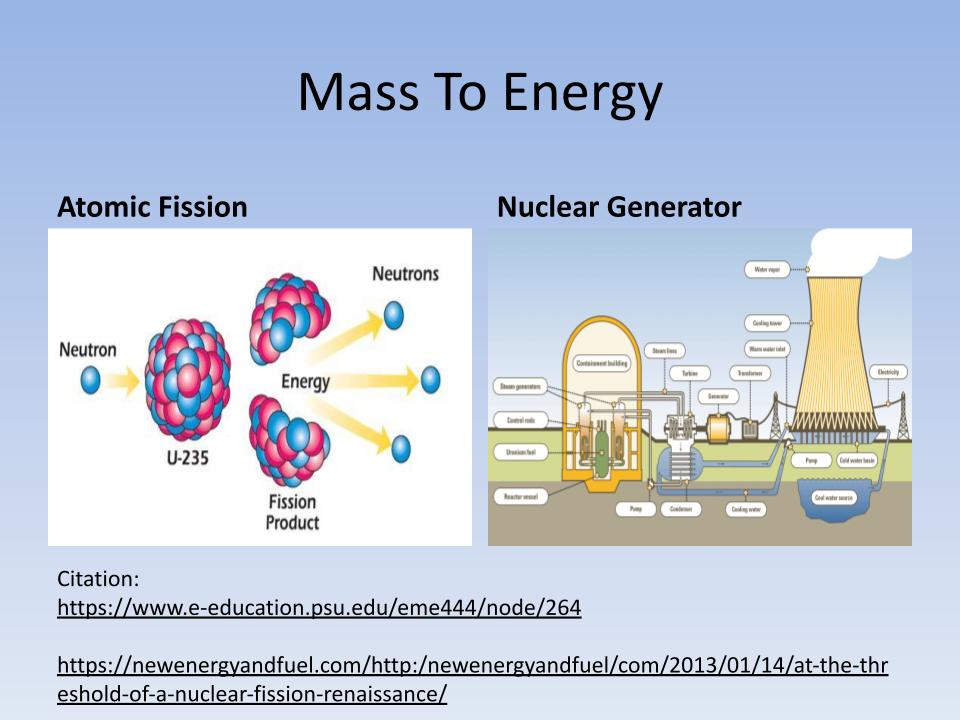 Mass To Energy
Atomic Fission
Neutron
U-235
Neutrons
Energy
Fission
Product
Nuclear Generator
Water vapor
Cooling tower
Warm water inlet
Steam lines
Containment building
Turbine
Transformer
Electricity
Steam generators
Generator
Control rods
Uranium fuel
Pump
Cold water basin
Reactor vessel
Cool water source
Pump
Condenser
Cooling water
Citation:
https://www.e-education.psu.edu/eme444/node/264
https://newenergyandfuel.com/http:/newenergyandfuel/com/2013/01/14/at-the-thr
eshold-of-a-nuclear-fission-renaissance/